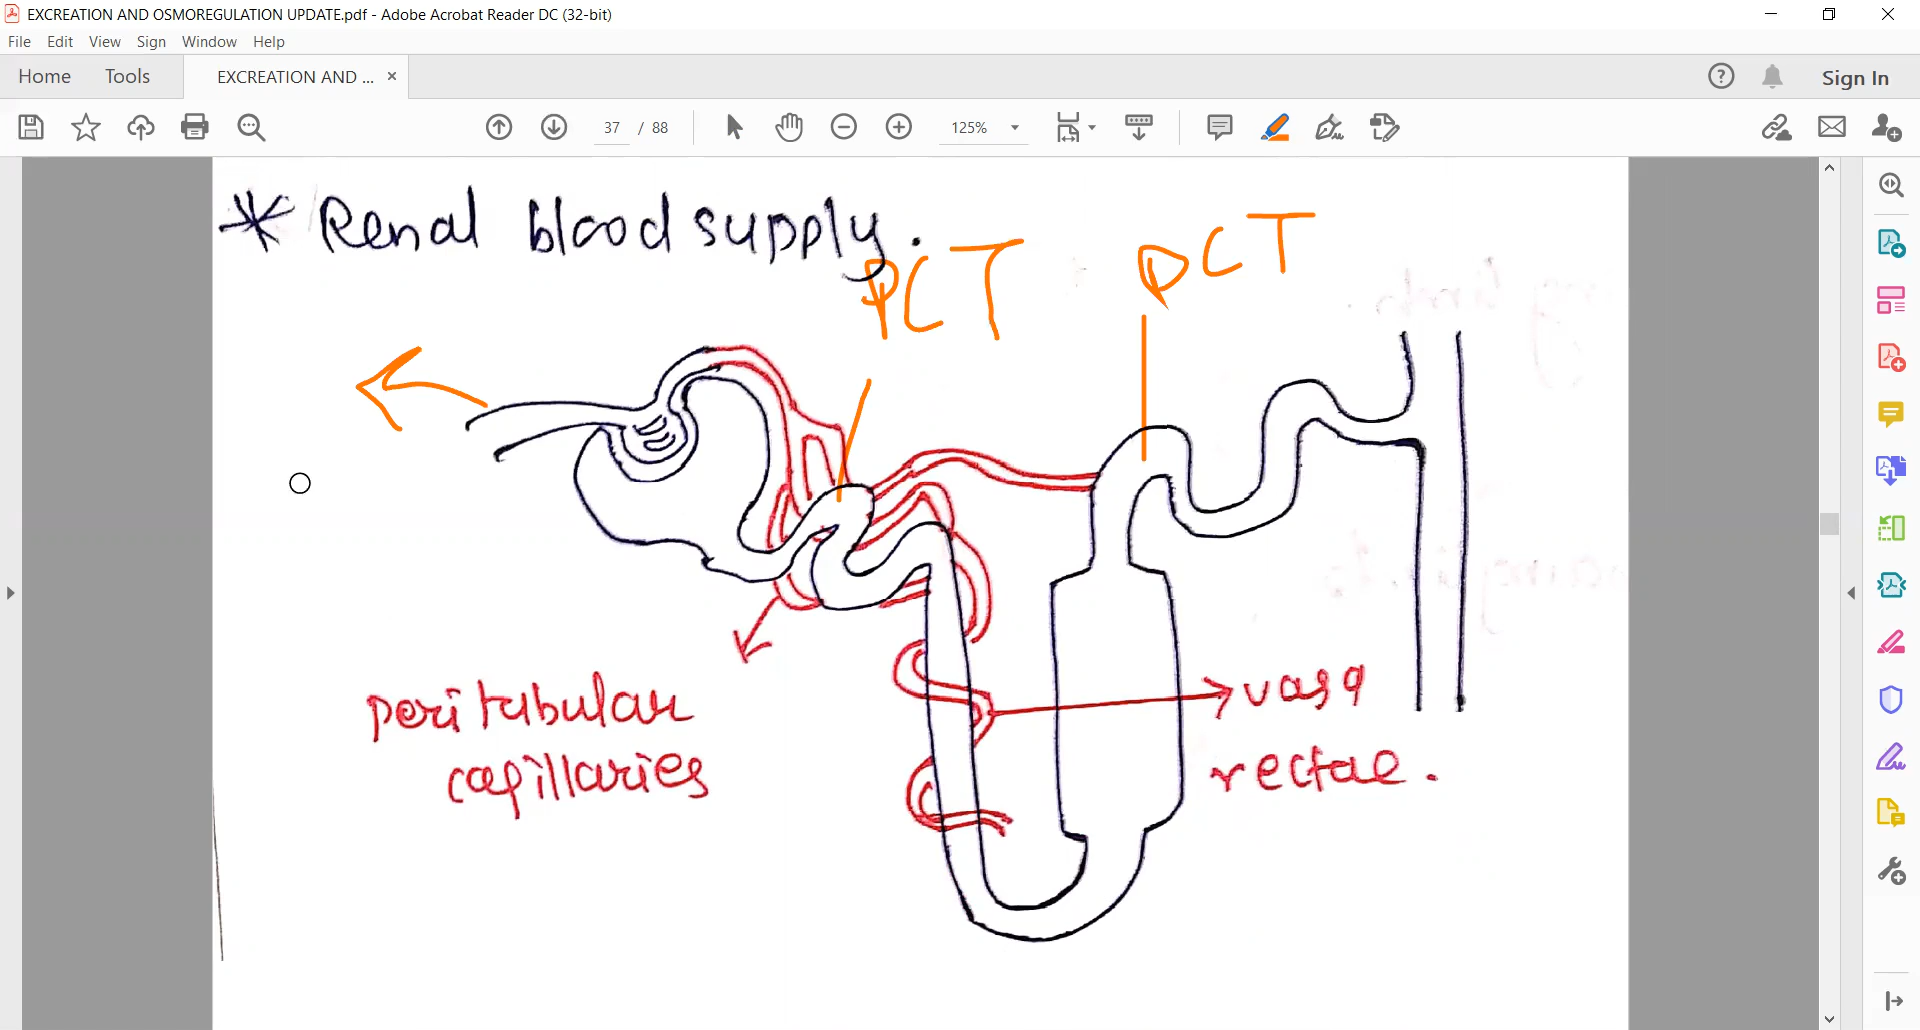 EXCREATION AND OSMOREGULATION UPDATE.pdf - Adobe Acrobat Reader DC (32-bit)
File Edit View Sign Window Help
Home Tools EXCREATION AND ... × Sign In
37 / 88 125%
* Renal blood supply.
PCT
DCT
peritubular
capillaries
vasa
rectae.